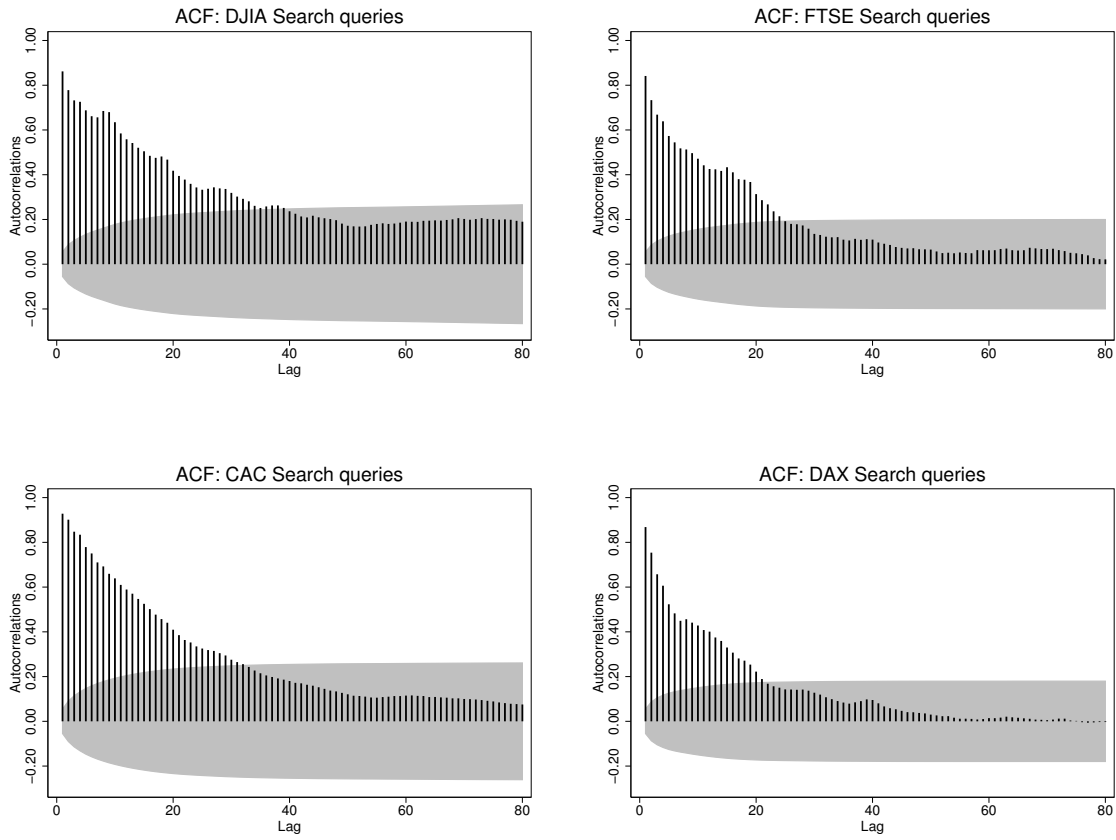 ACF: DJIA Search queries
Autocorrelations
1.00
0.80
0.60
0.40
0.20
0.00
−0.20
0 20 40 60 80
Lag
ACF: FTSE Search queries
Autocorrelations
1.00
0.80
0.60
0.40
0.20
0.00
−0.20
0 20 40 60 80
Lag
ACF: CAC Search queries
Autocorrelations
1.00
0.80
0.60
0.40
0.20
0.00
−0.20
0 20 40 60 80
Lag
ACF: DAX Search queries
Autocorrelations
1.00
0.80
0.60
0.40
0.20
0.00
−0.20
0 20 40 60 80
Lag